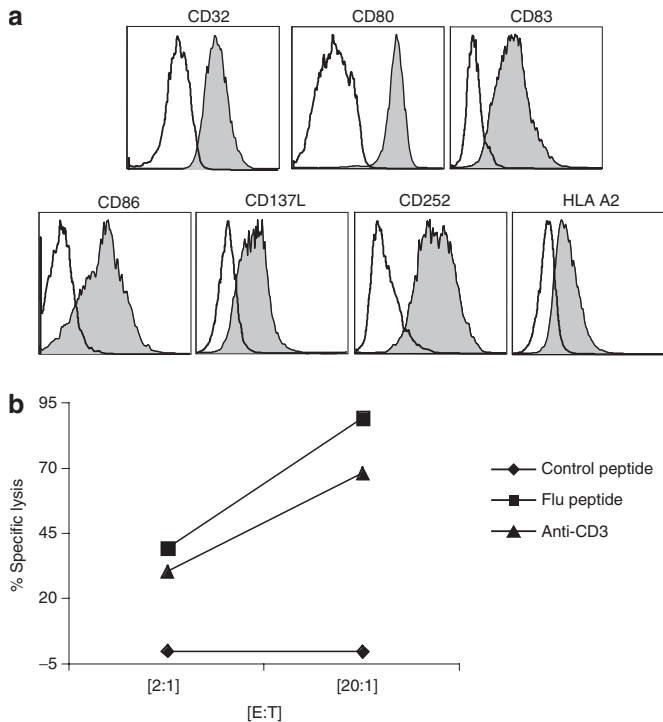 a
CD32 CD80 CD83
CD86 CD137L CD252 HLA A2
b
95
70
45
20
–5
% Specific lysis
[2:1] [20:1]
[E:T]
Control peptide
Flu peptide
Anti-CD3